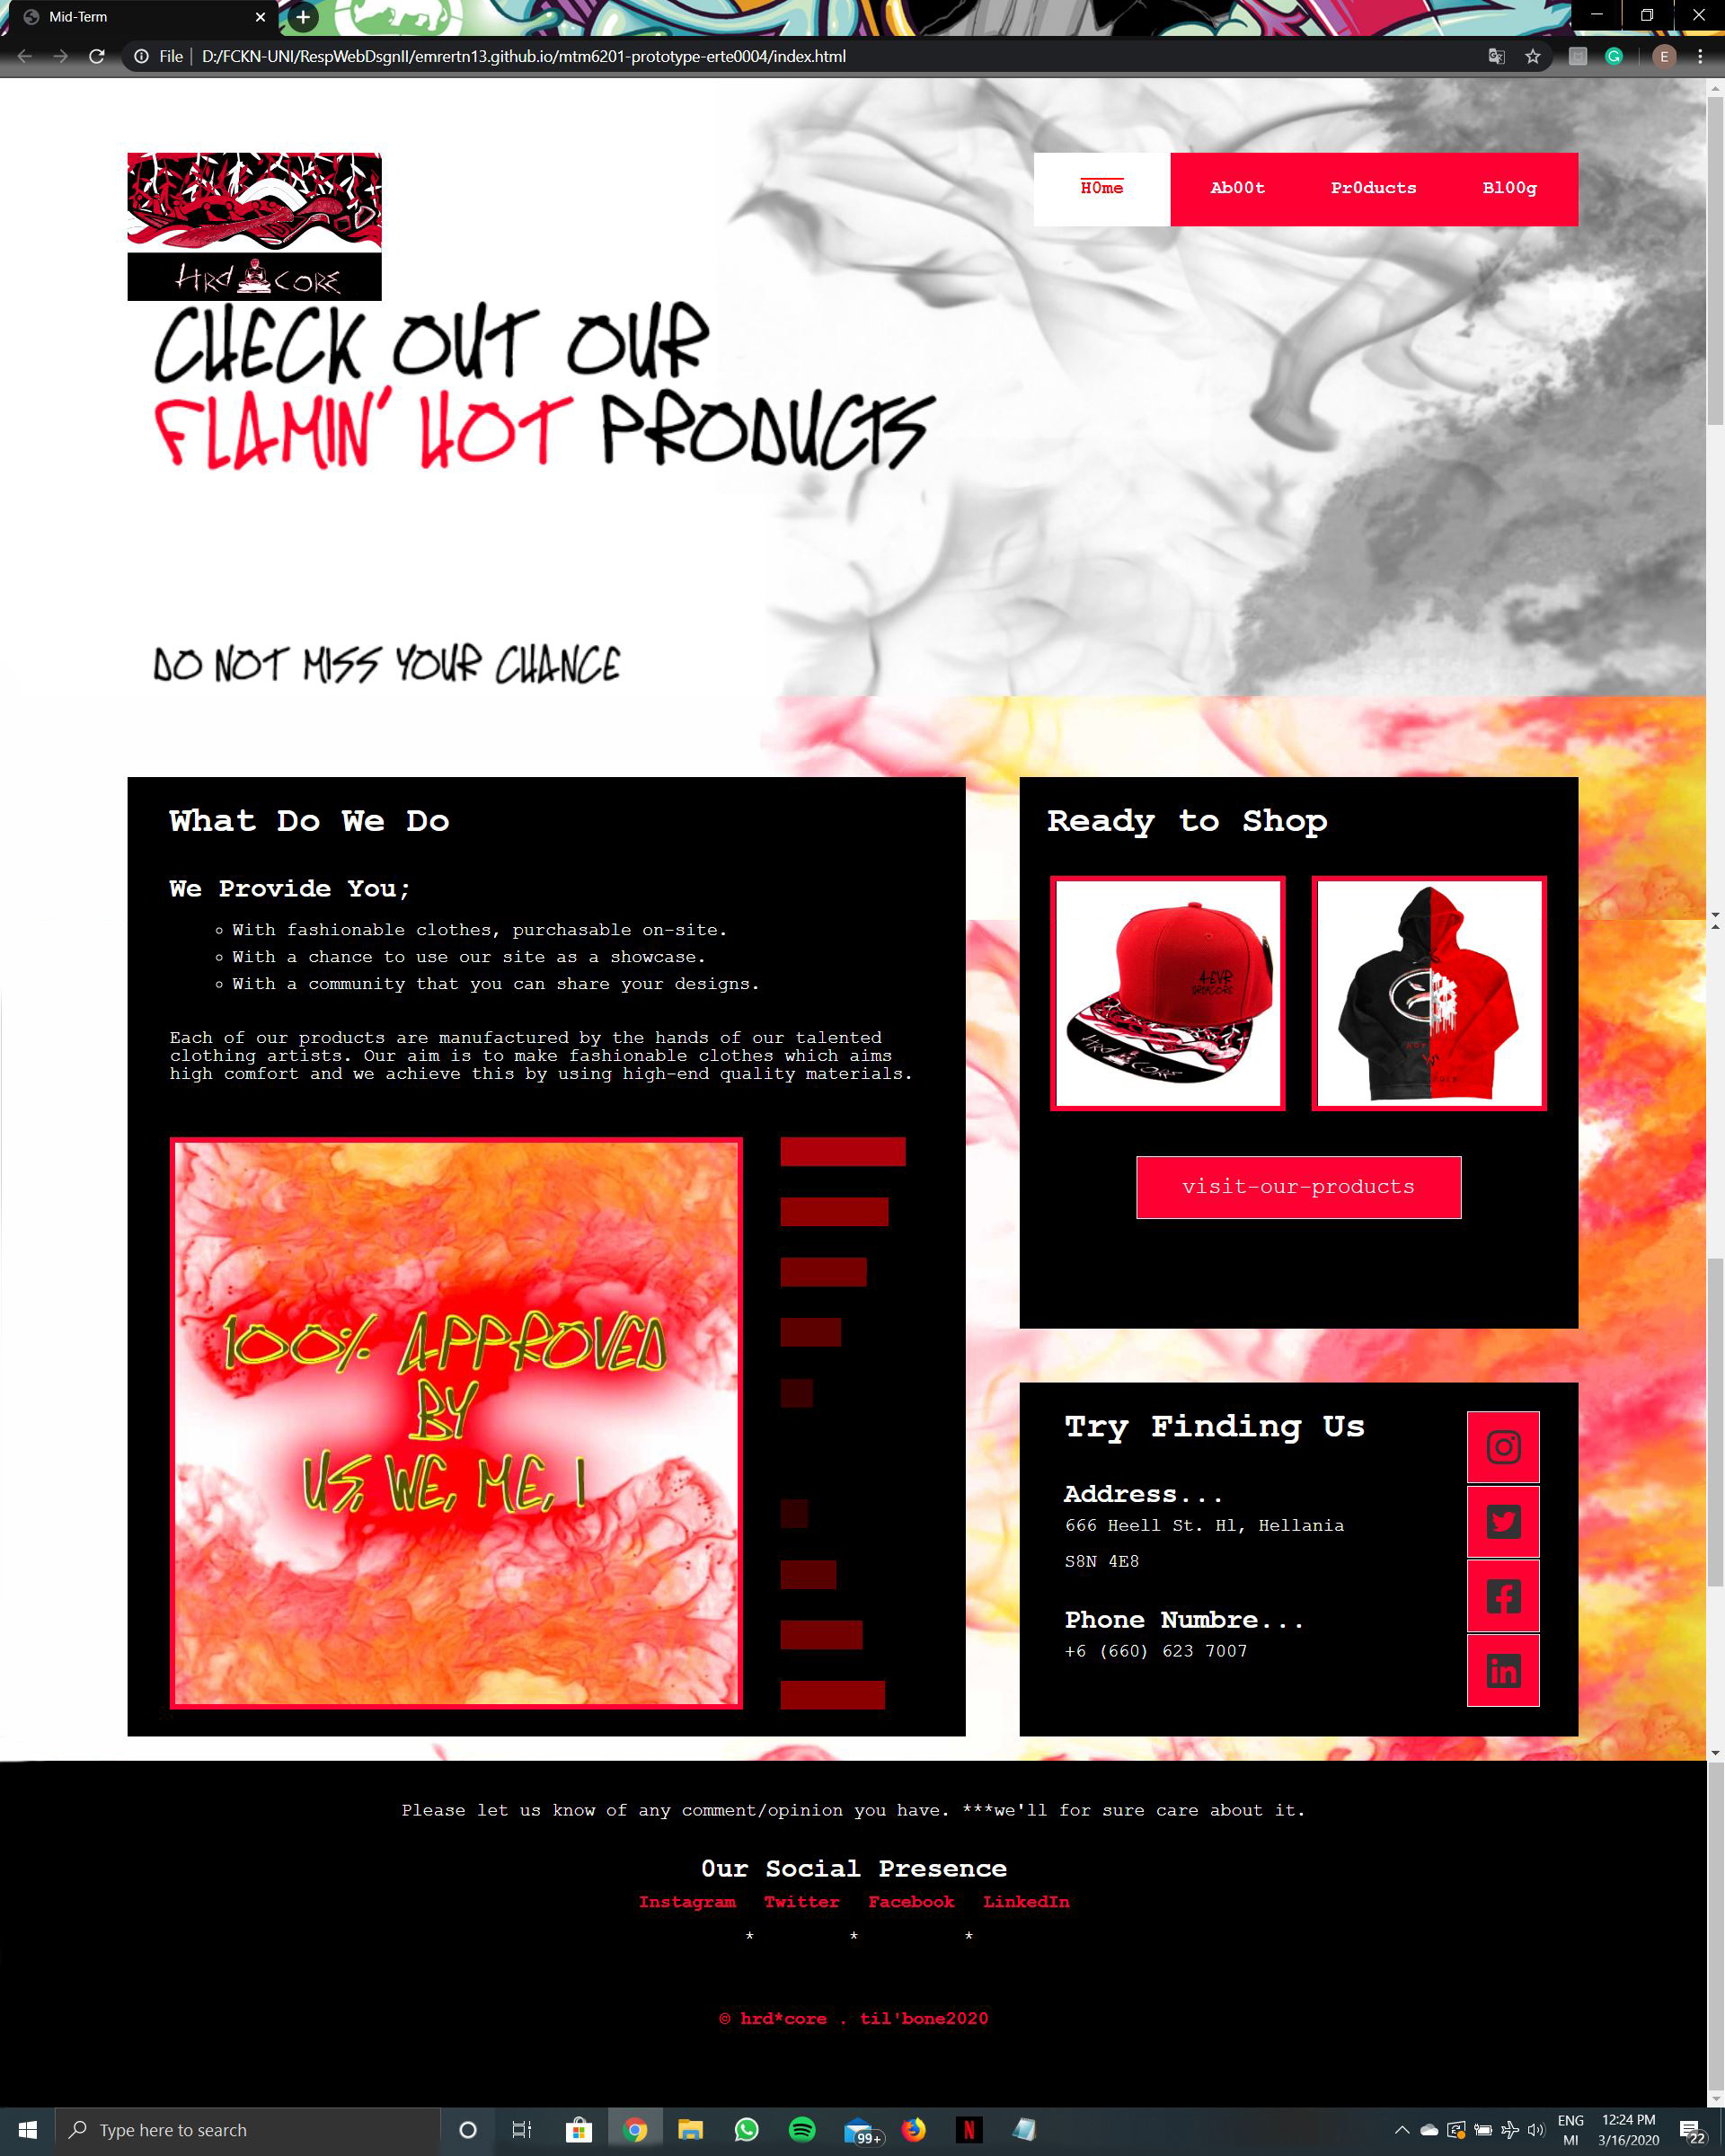 Mid-Term
File D:/FCKN-UNI/RespWebDsgnII/emrertn13.github.io/mtm6201-prototype-erte0004/index.html
E
HRd CORE
H0me Ab00t Pr0ducts Bl00g
CHECK OUT OUR
FLAMIN' HOT PRODUCTS
DO NOT MISS YOUR CHANCE
What Do We Do
We Provide You;
With fashionable clothes, purchasable on-site.
With a chance to use our site as a showcase.
With a community that you can share your designs.
Each of our products are manufactured by the hands of our talented
clothing artists. Our aim is to make fashionable clothes which aims
high comfort and we achieve this by using high-end quality materials.
100% APPROVED
BY
US, WE, ME, I
Ready to Shop
4-EVR
visit-our-products
Try Finding Us
Address...
666 Heell St. Hl, Hellania
S8N 4E8
Phone Numbre...
+6 (660) 623 7007
in
Please let us know of any comment/opinion you have. ***we'll for sure care about it.
0ur Social Presence
Instagram Twitter Facebook LinkedIn
* * *
© hrd*core . til'bone2020
Type here to search
99+
N
ENG
MI
12:24 PM
3/16/2020
22